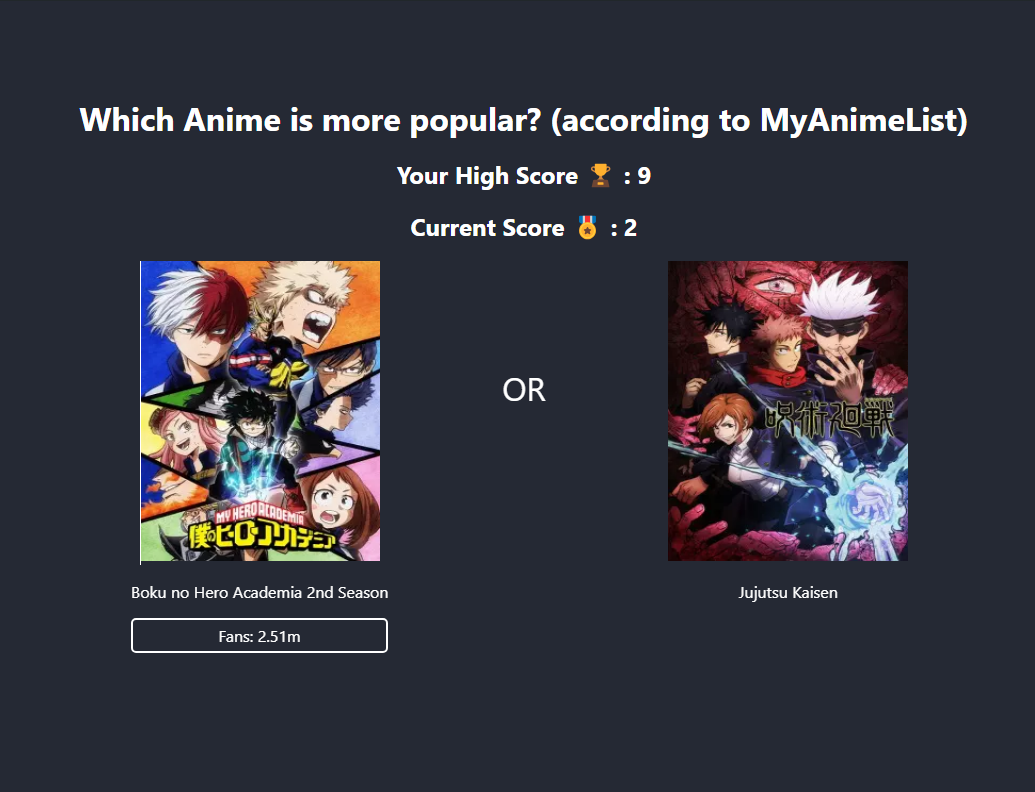 Which Anime is more popular? (according to MyAnimeList)
Your High Score 🏆 : 9
Current Score 🏅 : 2
MY HERO ACADEMIA
僕のヒーローアカデミア
OR
呪術廻戦
Boku no Hero Academia 2nd Season
Jujutsu Kaisen
Fans: 2.51m